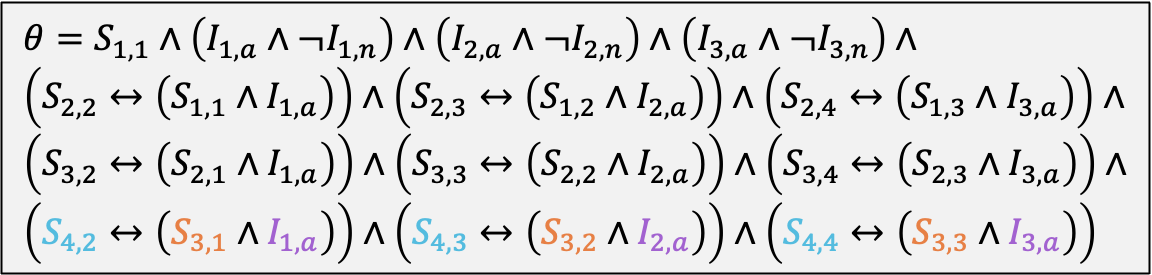 θ = S₁,₁ ∧ (I₁,ₐ ∧ ¬I₁,ₙ) ∧ (I₂,ₐ ∧ ¬I₂,ₙ) ∧ (I₃,ₐ ∧ ¬I₃,ₙ) ∧
(S₂,₂ ↔ (S₁,₁ ∧ I₁,ₐ)) ∧ (S₂,₃ ↔ (S₁,₂ ∧ I₂,ₐ)) ∧ (S₂,₄ ↔ (S₁,₃ ∧ I₃,ₐ)) ∧
(S₃,₂ ↔ (S₂,₁ ∧ I₁,ₐ)) ∧ (S₃,₃ ↔ (S₂,₂ ∧ I₂,ₐ)) ∧ (S₃,₄ ↔ (S₂,₃ ∧ I₃,ₐ)) ∧
(S₄,₂ ↔ (S₃,₁ ∧ I₁,ₐ)) ∧ (S₄,₃ ↔ (S₃,₂ ∧ I₂,ₐ)) ∧ (S₄,₄ ↔ (S₃,₃ ∧ I₃,ₐ))